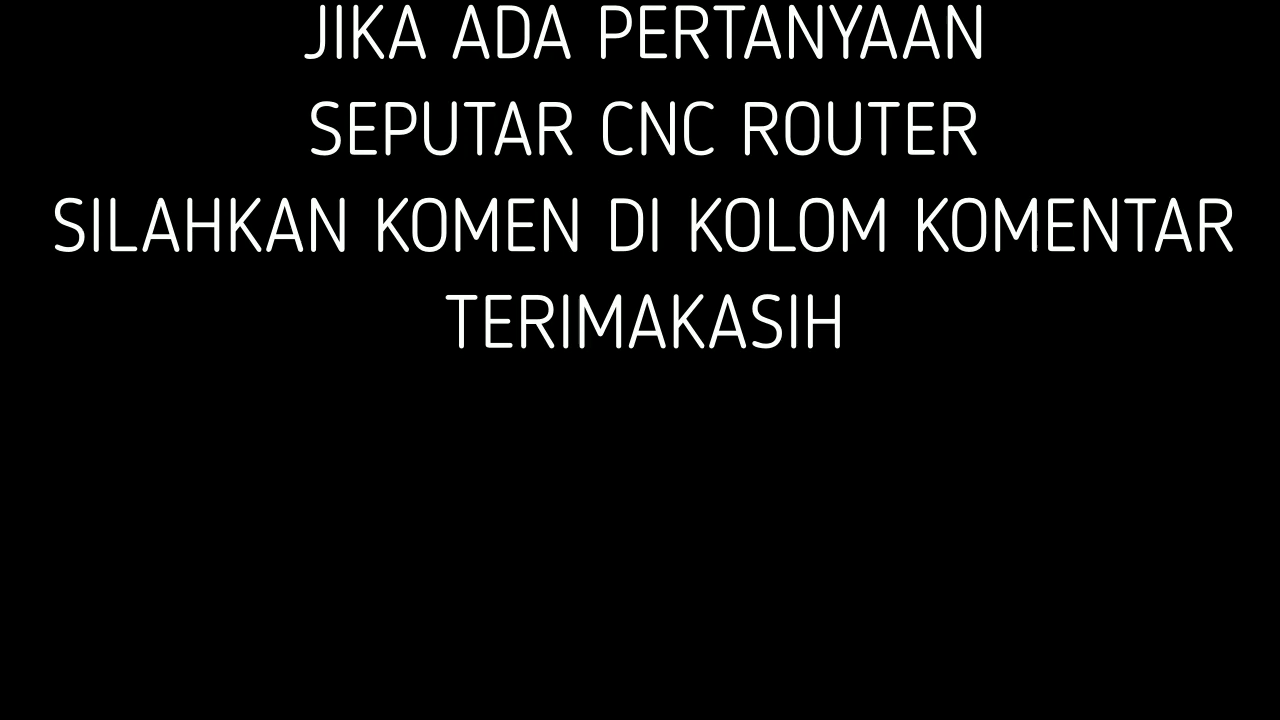 JIKA ADA PERTANYAAN
SEPUTAR CNC ROUTER
SILAHKAN KOMEN DI KOLOM KOMENTAR
TERIMAKASIH